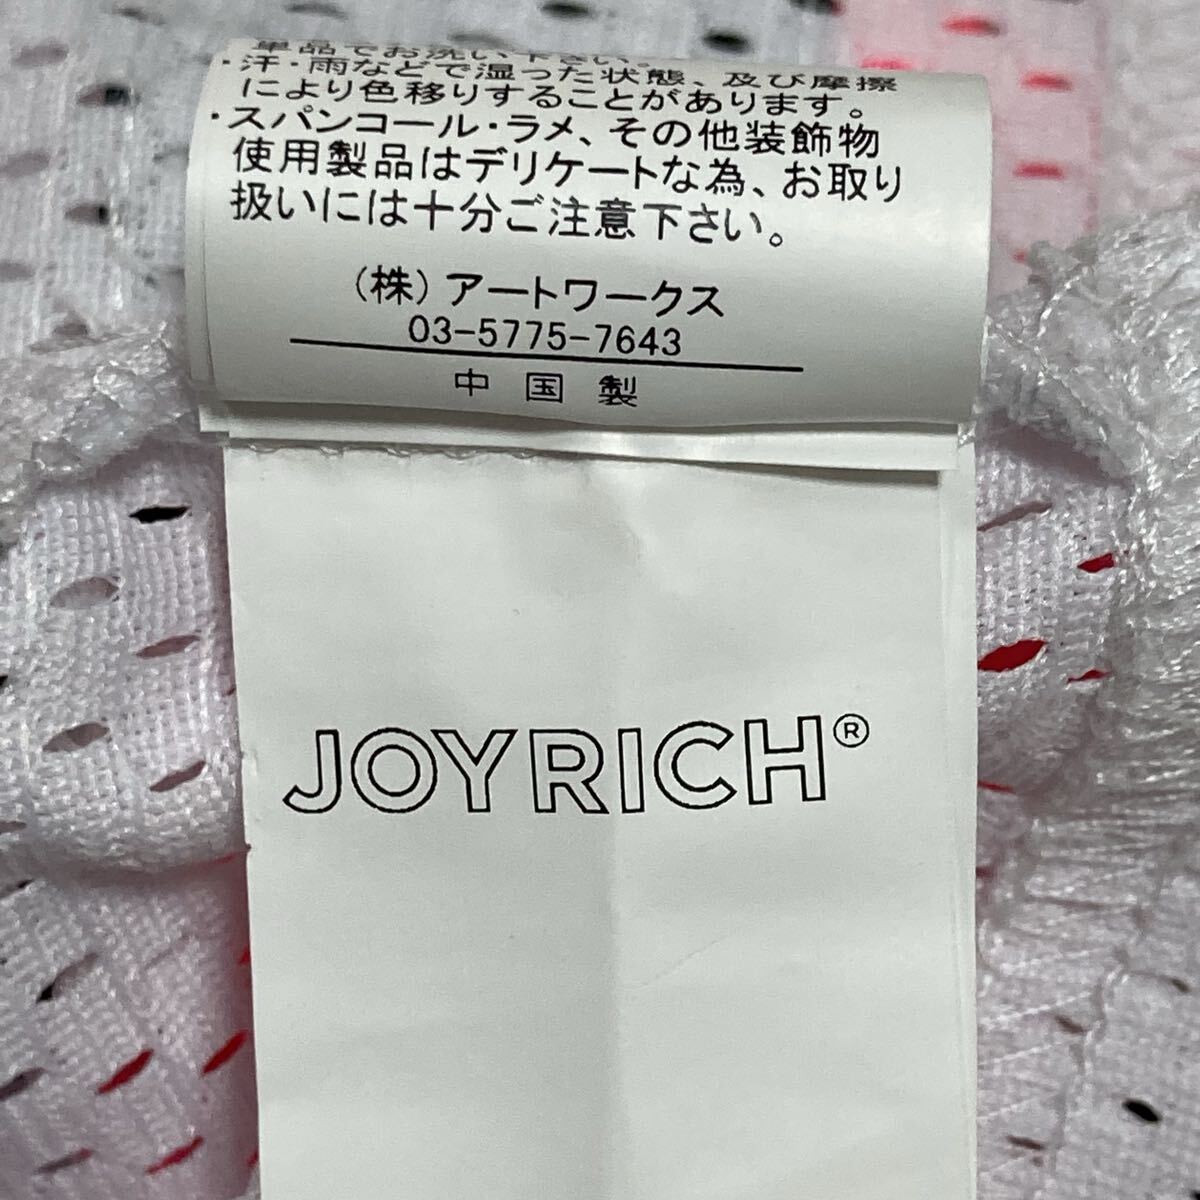 単品でお洗い下さい。
・汗・雨などで湿った状態、及び摩擦
により色移りすることがあります。
・スパンコール・ラメ、その他装飾物
使用製品はデリケートな為、お取り
扱いには十分ご注意下さい。
(株)アートワークス
03-5775-7643
中国製
JOYRICH®